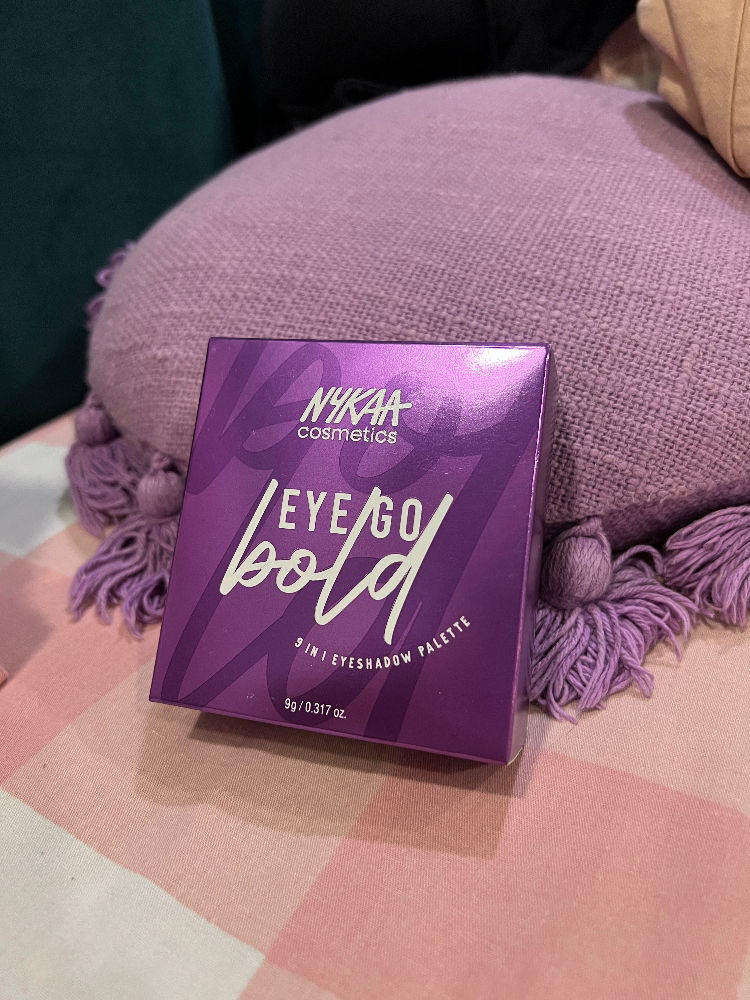 NYKAA
cosmetics
EYE GO
bold
9 IN 1 EYESHADOW PALETTE
9g / 0.317 oz.